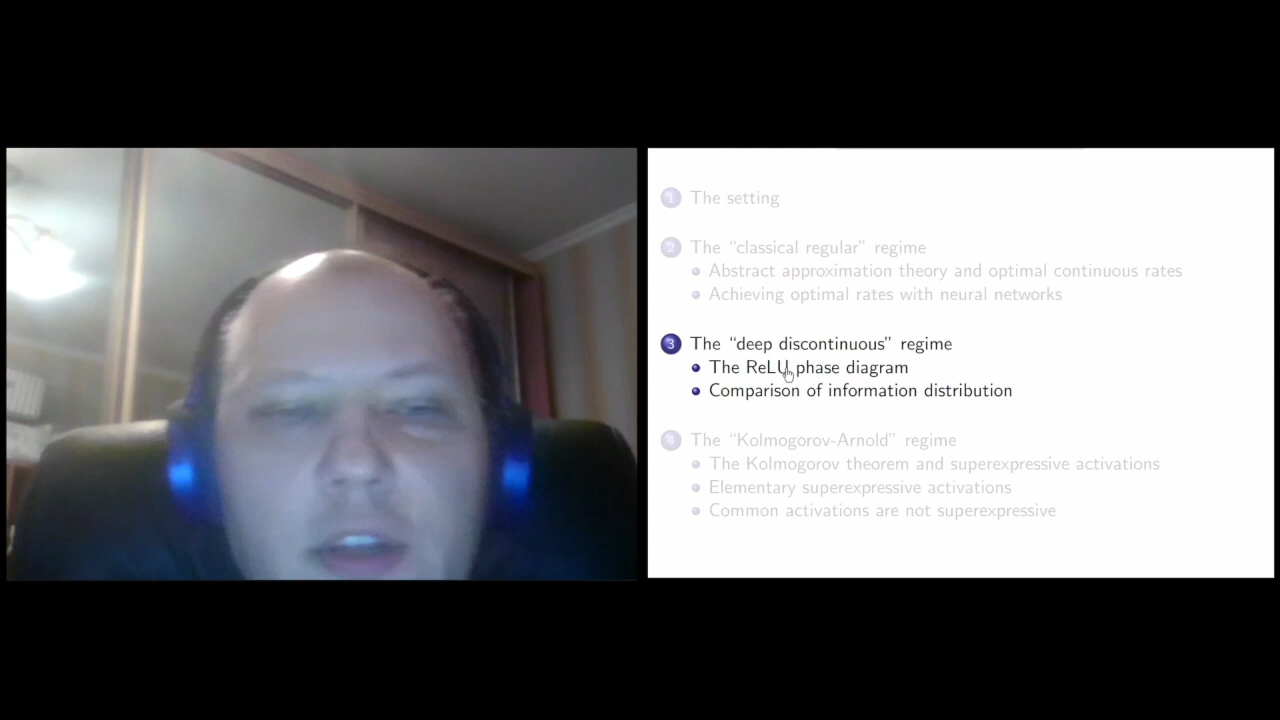 1 The setting
2 The “classical regular” regime
Abstract approximation theory and optimal continuous rates
Achieving optimal rates with neural networks
3 The “deep discontinuous” regime
The ReLU phase diagram
Comparison of information distribution
4 The “Kolmogorov-Arnold” regime
The Kolmogorov theorem and superexpressive activations
Elementary superexpressive activations
Common activations are not superexpressive